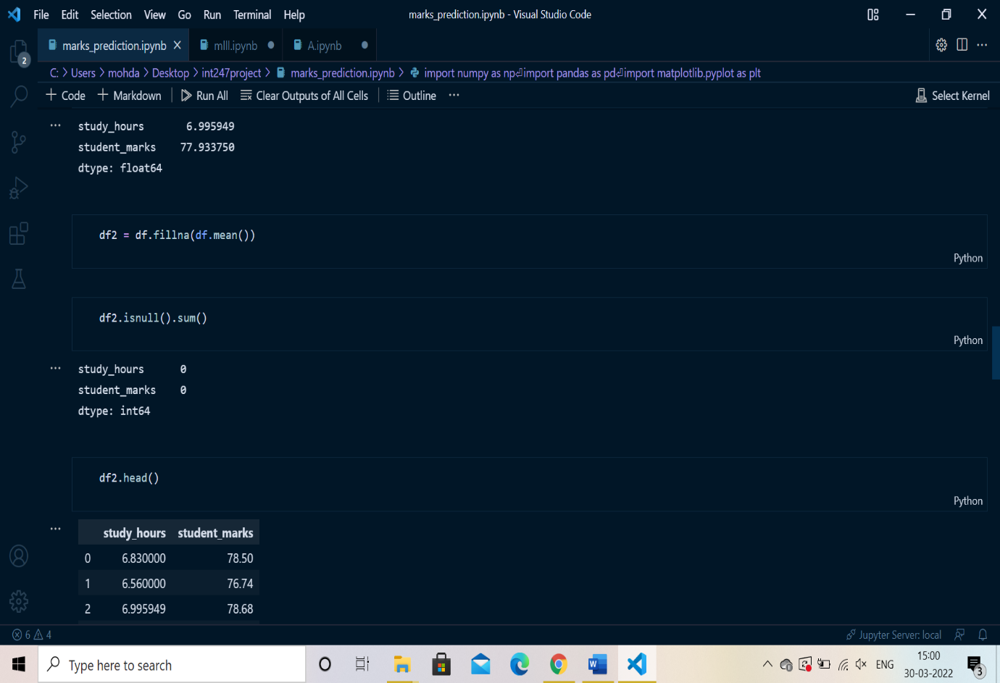 File Edit Selection View Go Run Terminal Help marks_prediction.ipynb - Visual Studio Code
marks_prediction.ipynb mlll.ipynb A.ipynb
2
C: > Users > mohda > Desktop > int247project > marks_prediction.ipynb > import numpy as np⏎import pandas as pd⏎import matplotlib.pyplot as plt
+ Code + Markdown Run All Clear Outputs of All Cells Outline ... Select Kernel
... study_hours 6.995949
student_marks 77.933750
dtype: float64
df2 = df.fillna(df.mean())
Python
df2.isnull().sum()
Python
... study_hours 0
student_marks 0
dtype: int64
df2.head()
Python
... study_hours student_marks
0 6.830000 78.50
1 6.560000 76.74
2 6.995949 78.68
6 4 Jupyter Server: local
Type here to search
ENG
15:00
30-03-2022
3